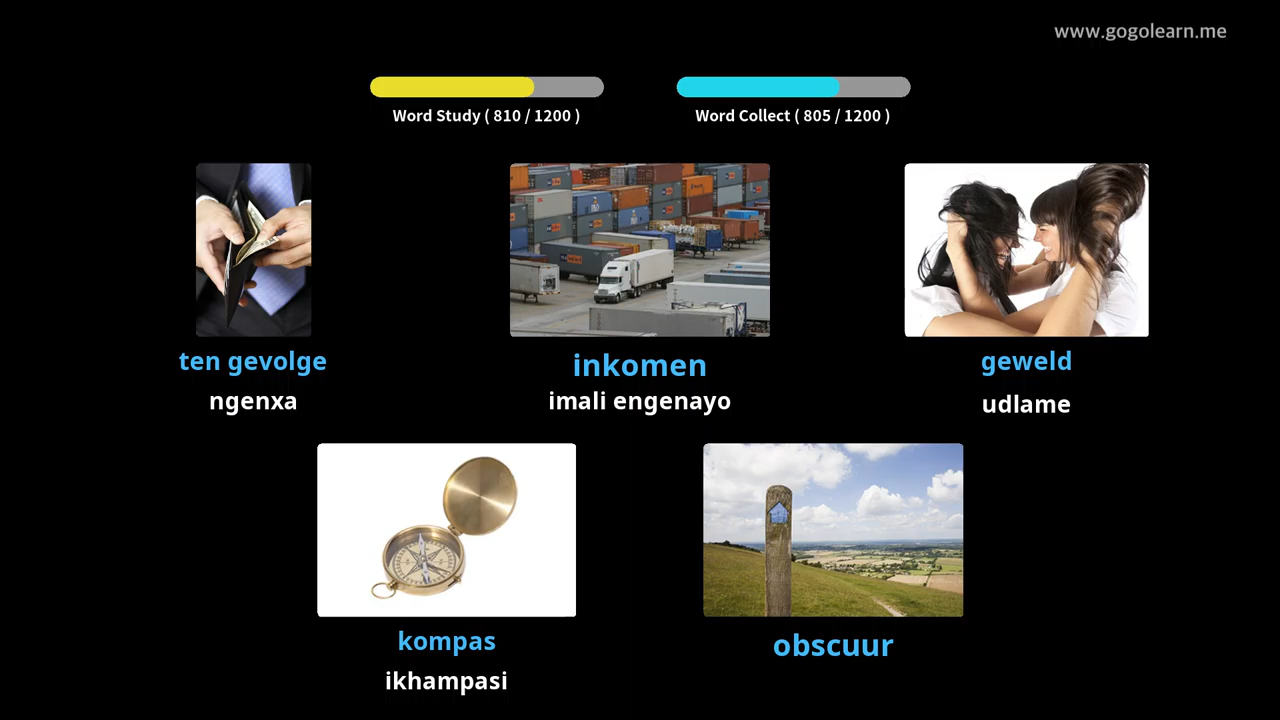 www.gogolearn.me
Word Study ( 810 / 1200 )
Word Collect ( 805 / 1200 )
ten gevolge
ngenxa
inkomen
imali engenayo
geweld
udlame
kompas
ikhampasi
obscuur